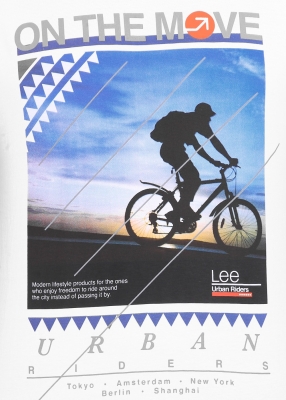 ON THE MOVE
Modern lifestyle products for the ones
who enjoy freedom to ride around
the city instead of passing it by.
Lee
Urban Riders
URBAN
RIDERS
Tokyo - Amsterdam - New York
Berlin - Shanghai